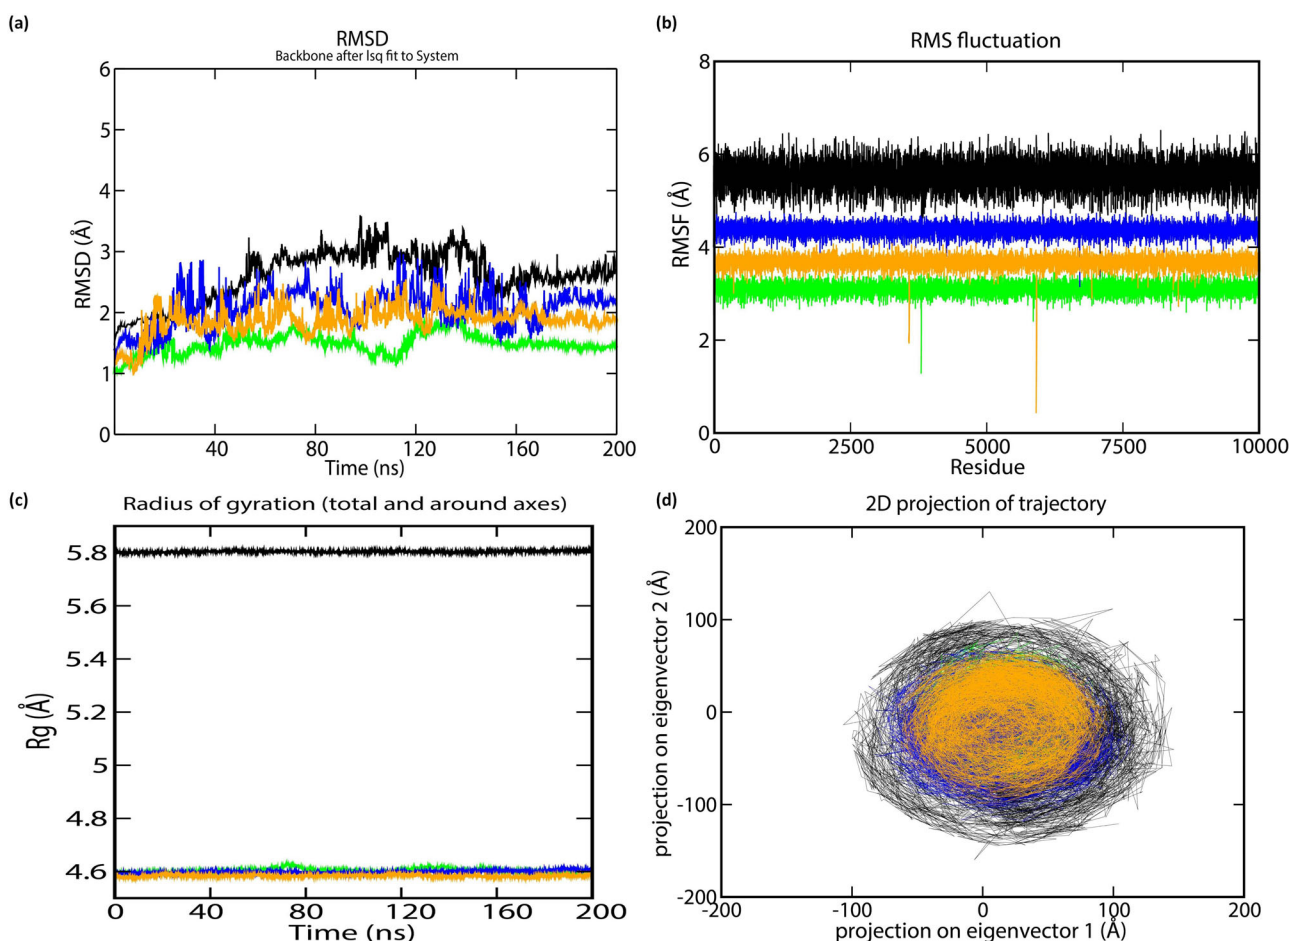 (a)
RMSD
Backbone after lsq fit to System
6
5
4
3
2
1
0
RMSD (Å)
0 40 80 120 160 200
Time (ns)
(b)
RMS fluctuation
8
6
4
2
0
RMSF (Å)
0 2500 5000 7500 10000
Residue
(c)
Radius of gyration (total and around axes)
5.8
5.6
5.4
5.2
5
4.8
4.6
Rg (Å)
0 40 80 120 160 200
Time (ns)
(d)
2D projection of trajectory
200
100
0
-100
-200
projection on eigenvector 2 (Å)
-200 -100 0 100 200
projection on eigenvector 1 (Å)